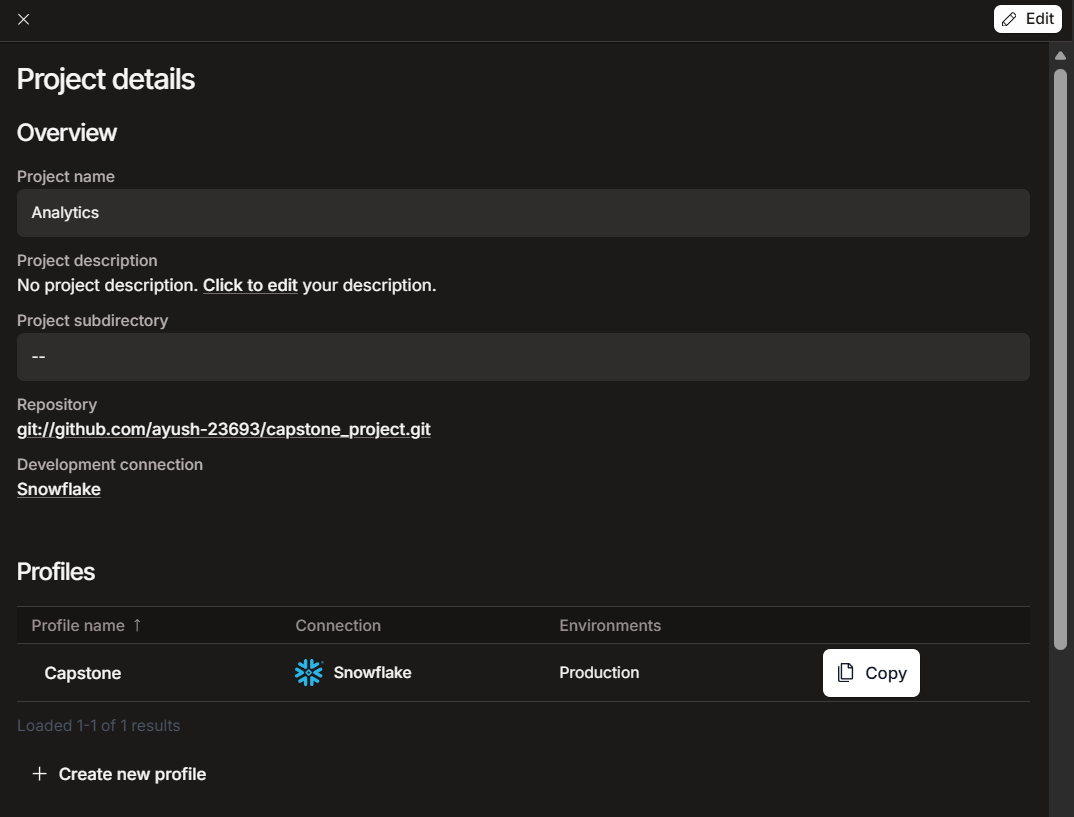 Edit
Project details
Overview
Project name
Analytics
Project description
No project description. Click to edit your description.
Project subdirectory
--
Repository
git://github.com/ayush-23693/capstone_project.git
Development connection
Snowflake
Profiles
Profile name ↑ Connection Environments
Capstone Snowflake Production Copy
Loaded 1-1 of 1 results
+ Create new profile